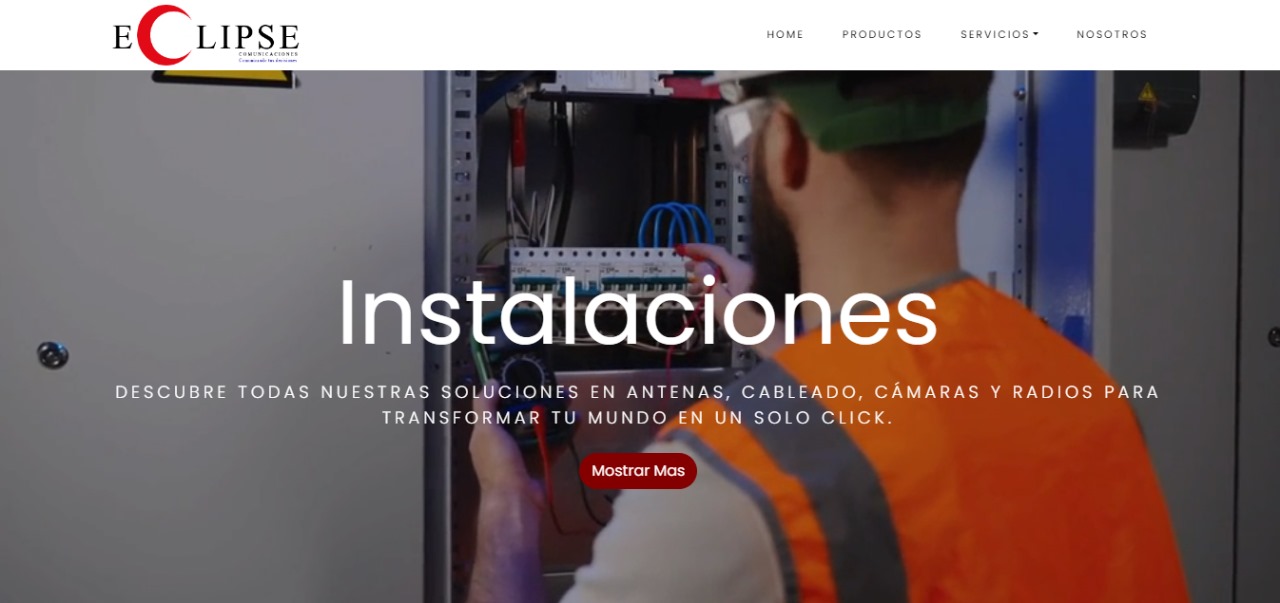 ECLIPSE
COMUNICACIONES
Comunicando tus decisiones
HOME
PRODUCTOS
SERVICIOS
NOSOTROS
Instalaciones
DESCUBRE TODAS NUESTRAS SOLUCIONES EN ANTENAS, CABLEADO, CÁMARAS Y RADIOS PARA
TRANSFORMAR TU MUNDO EN UN SOLO CLICK.
Mostrar Mas